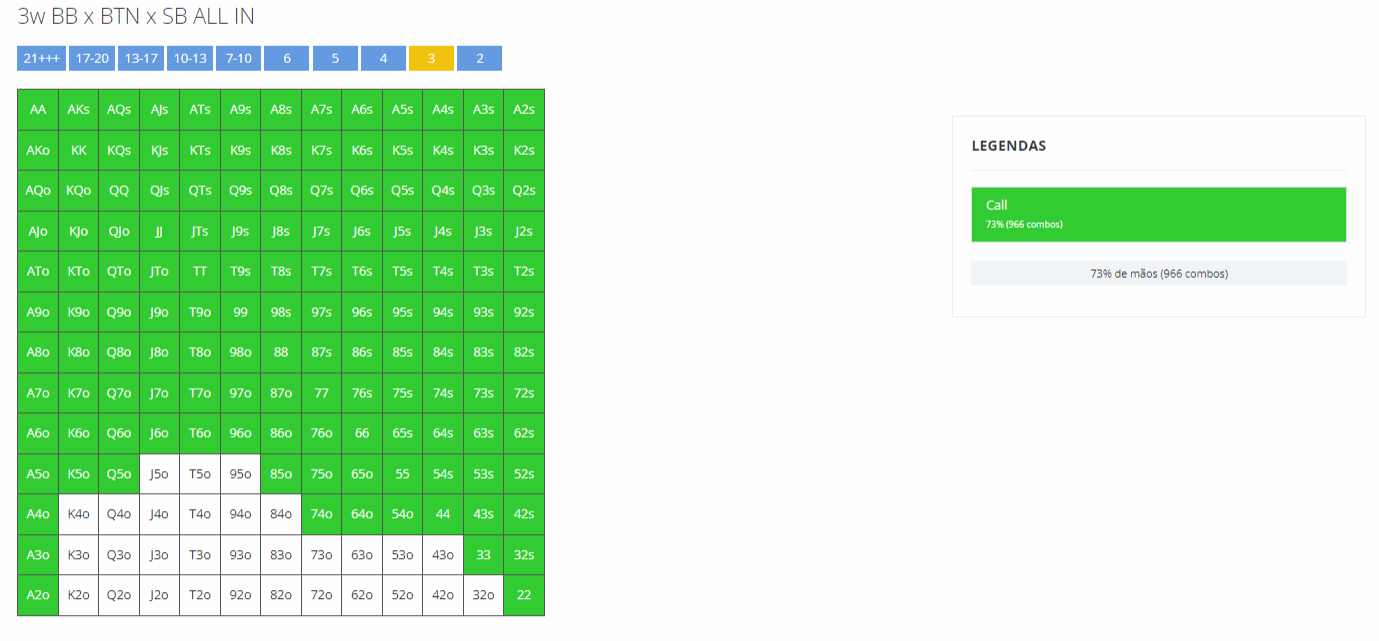 3w BB x BTN x SB ALL IN
21+++ 17-20 13-17 10-13 7-10 6 5 4 3 2
AA AKs AQs AJs ATs A9s A8s A7s A6s A5s A4s A3s A2s
AKo KK KQs KJs KTs K9s K8s K7s K6s K5s K4s K3s K2s
AQo KQo QQ QJs QTs Q9s Q8s Q7s Q6s Q5s Q4s Q3s Q2s
AJo KJo QJo JJ JTs J9s J8s J7s J6s J5s J4s J3s J2s
ATo KTo QTo JTo TT T9s T8s T7s T6s T5s T4s T3s T2s
A9o K9o Q9o J9o T9o 99 98s 97s 96s 95s 94s 93s 92s
A8o K8o Q8o J8o T8o 98o 88 87s 86s 85s 84s 83s 82s
A7o K7o Q7o J7o T7o 97o 87o 77 76s 75s 74s 73s 72s
A6o K6o Q6o J6o T6o 96o 86o 76o 66 65s 64s 63s 62s
A5o K5o Q5o J5o T5o 95o 85o 75o 65o 55 54s 53s 52s
A4o K4o Q4o J4o T4o 94o 84o 74o 64o 54o 44 43s 42s
A3o K3o Q3o J3o T3o 93o 83o 73o 63o 53o 43o 33 32s
A2o K2o Q2o J2o T2o 92o 82o 72o 62o 52o 42o 32o 22
LEGENDAS
Call
73% (966 combos)
73% de mãos (966 combos)